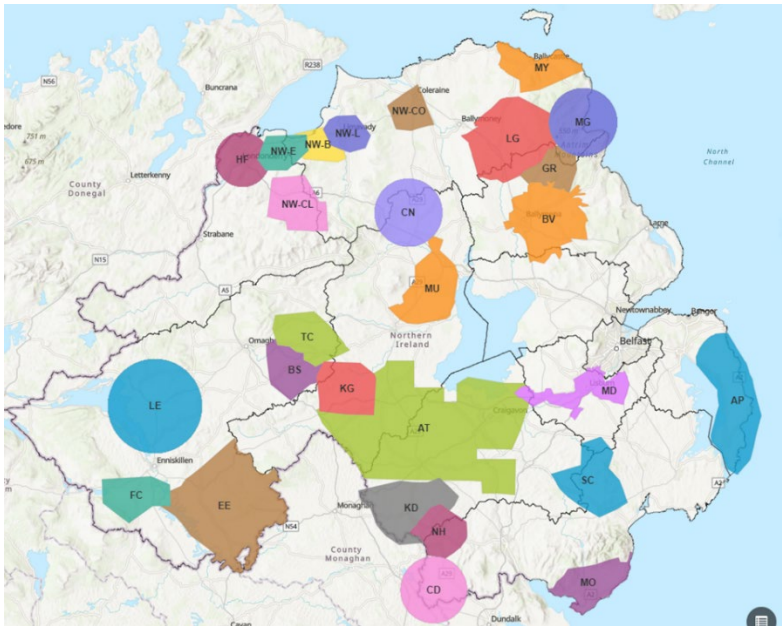 N56
Buncrana
R238
Ballycastle
MY
Coleraine
NW-CO
751 m
NW-L
Ballymoney
MG
NW-B
LG
675 m
HF
NW-E
North
Channel
Letterkenny
GR
County
Donegal
NW-CL
CN
BV
Strabane
Larne
N15
A5
MU
Newtownabbey
Bangor
TC
Northern
Ireland
Omagh
Belfast
BS
KG
MD
LE
Craigavon
AP
AT
Enniskillen
SC
FC
EE
A2
Monaghan
KD
N54
NH
County
Monaghan
MO
CD
A2
Dundalk
Cavan